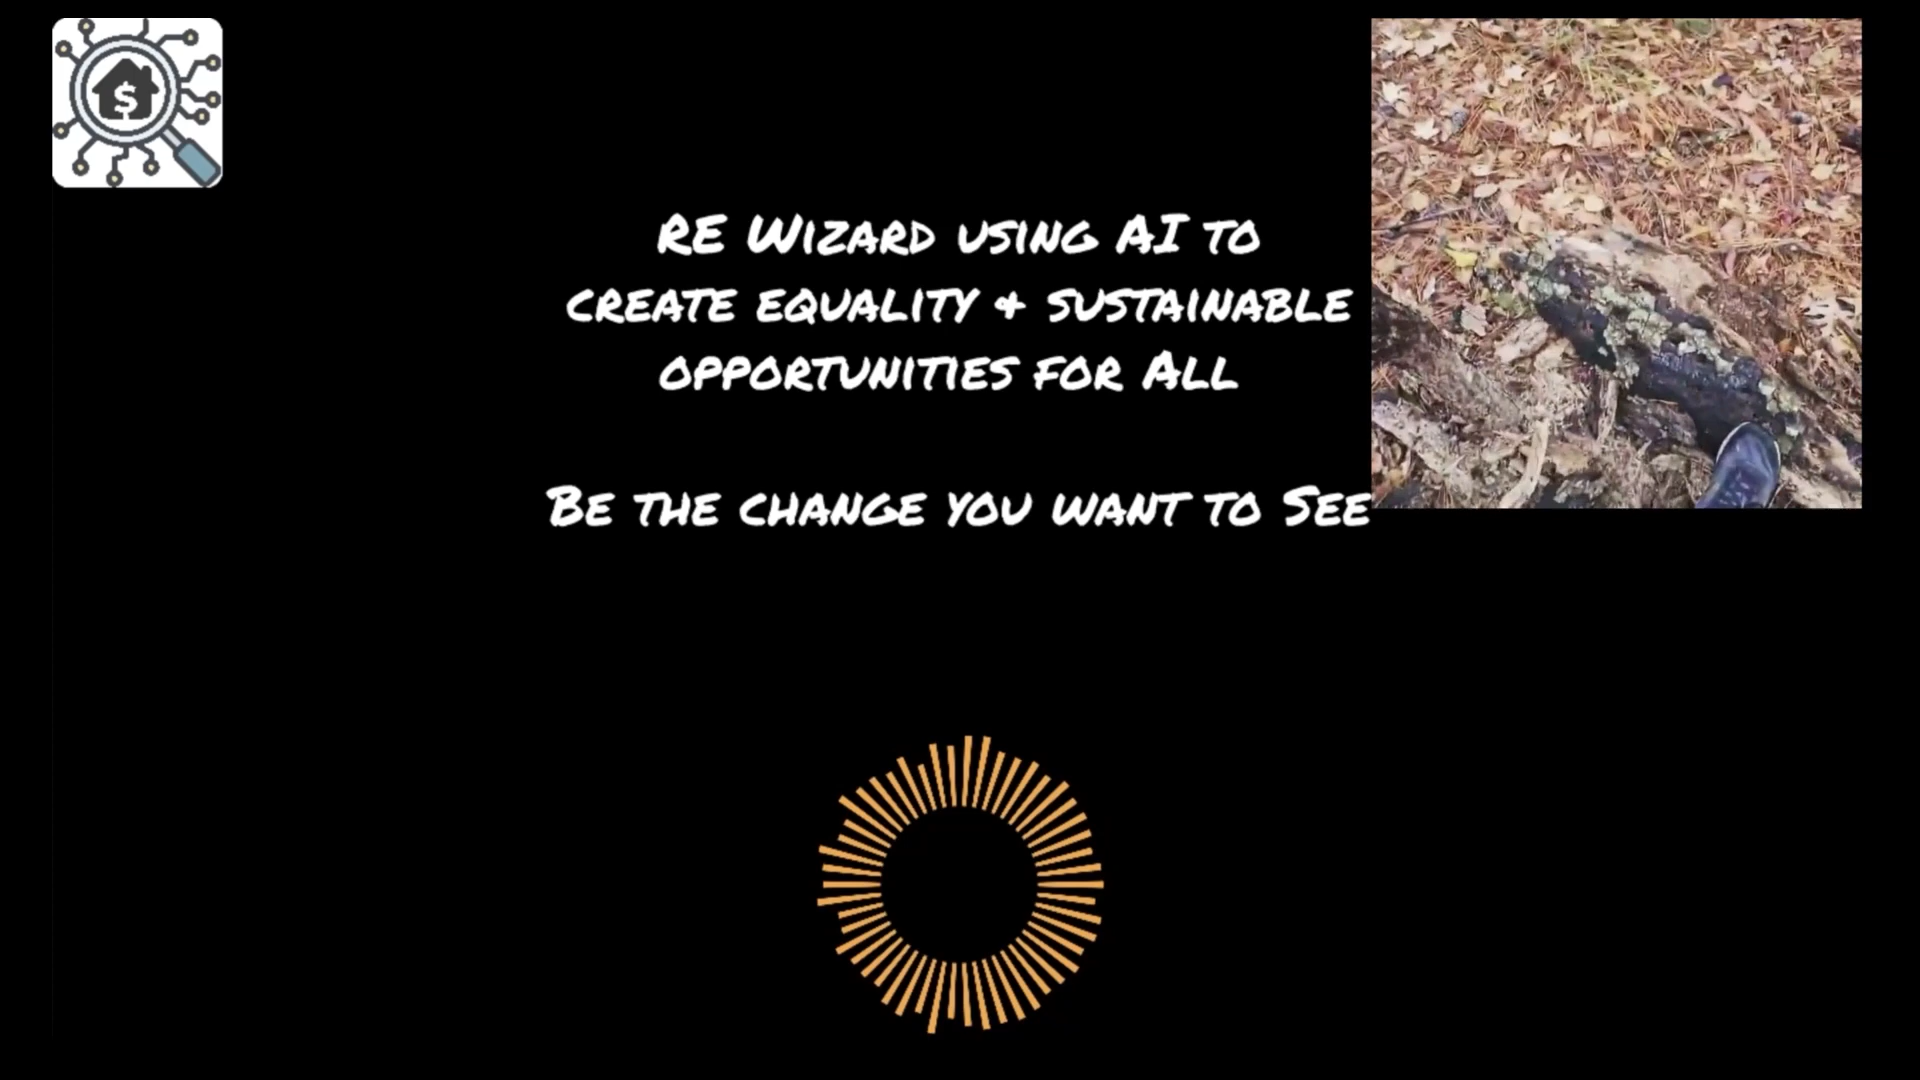 RE Wizard using AI to
create equality & sustainable
opportunities for All
Be the change you want to See
$